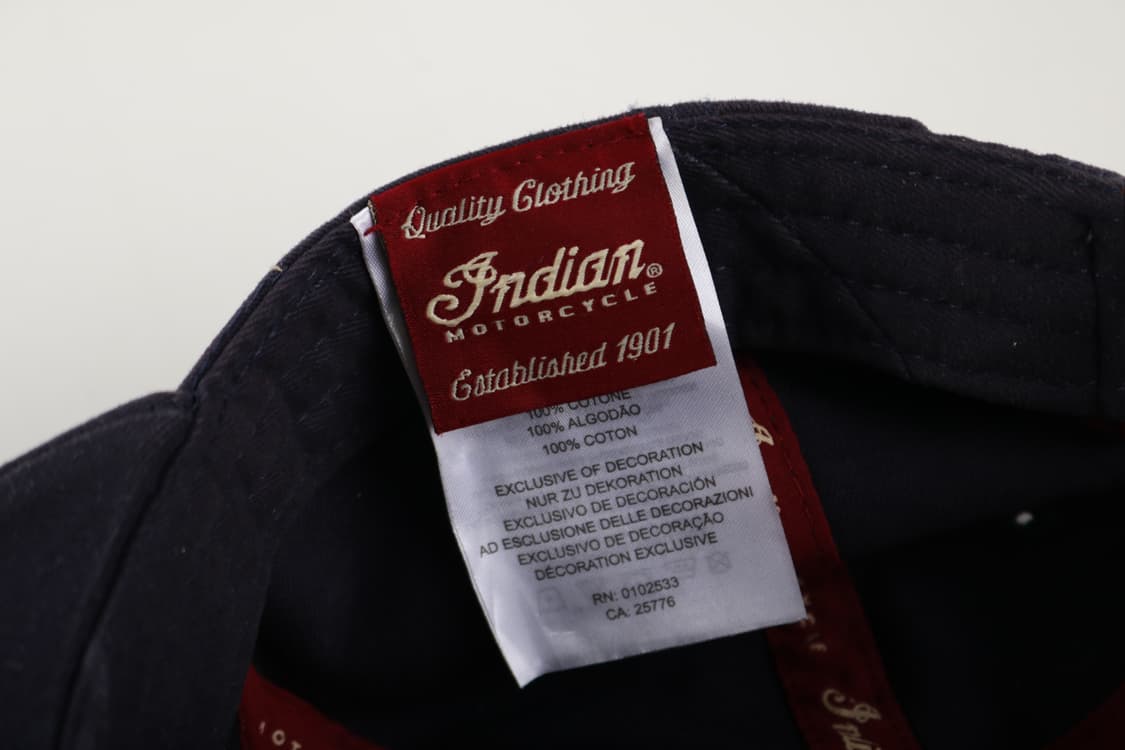 Quality Clothing
Indian®
MOTORCYCLE
Established 1901
100% COTONE
100% ALGODÃO
100% COTON
EXCLUSIVE OF DECORATION
NUR ZU DEKORATION
EXCLUSIVO DE DECORACIÓN
AD ESCLUSIONE DELLE DECORAZIONI
EXCLUSIVO DE DECORAÇÃO
DÉCORATION EXCLUSIVE
RN: 0102533
CA: 25776